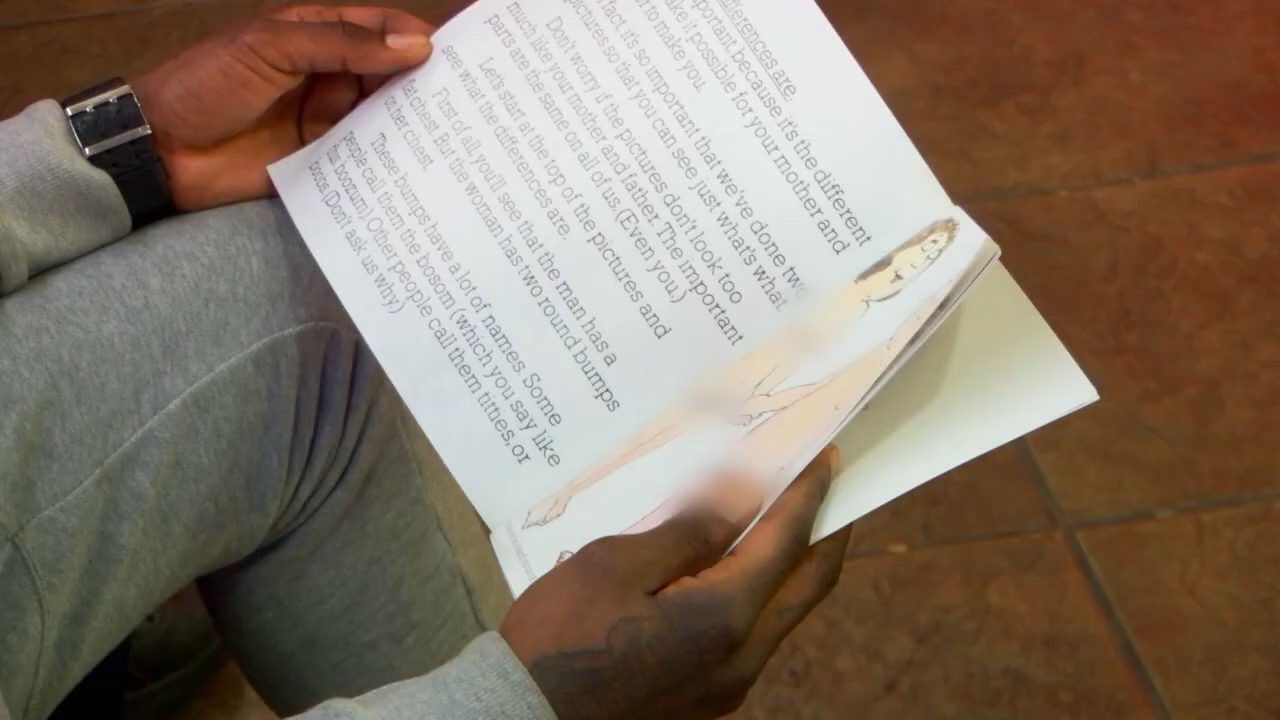 differences are.
portant because it's the different
ke i possible for your mother and
to make you.
fact, it's so important that we've done two
pictures so that you can see just what's what
Don't worry if the pictures don't look too
much like your mother and father. The important
parts are the same on all of us. (Even you.)
Let's start at the top of the pictures and
see what the differences are.
First of all, you'll see that the man has a
fat chest. But the woman has two round bumps
on her chest.
These bumps have a lot of names. Some
people call them the bosom (which you say like
this boozum.) Other people call them titties, or
boobs. (Don't ask us why.)